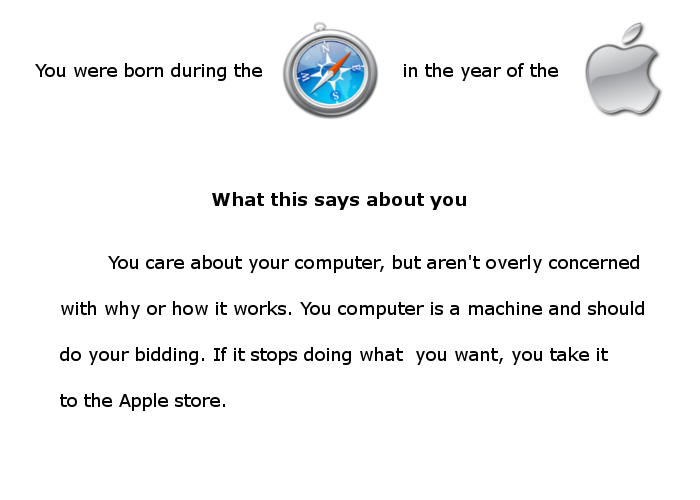 You were born during the in the year of the
What this says about you
You care about your computer, but aren't overly concerned
with why or how it works. You computer is a machine and should
do your bidding. If it stops doing what  you want, you take it
to the Apple store.